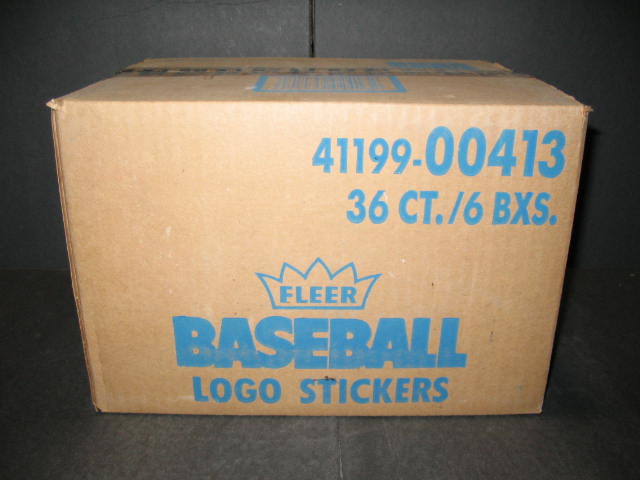 41199-00413
36 CT./6 BXS.
FLEER
BASEBALL
LOGO STICKERS